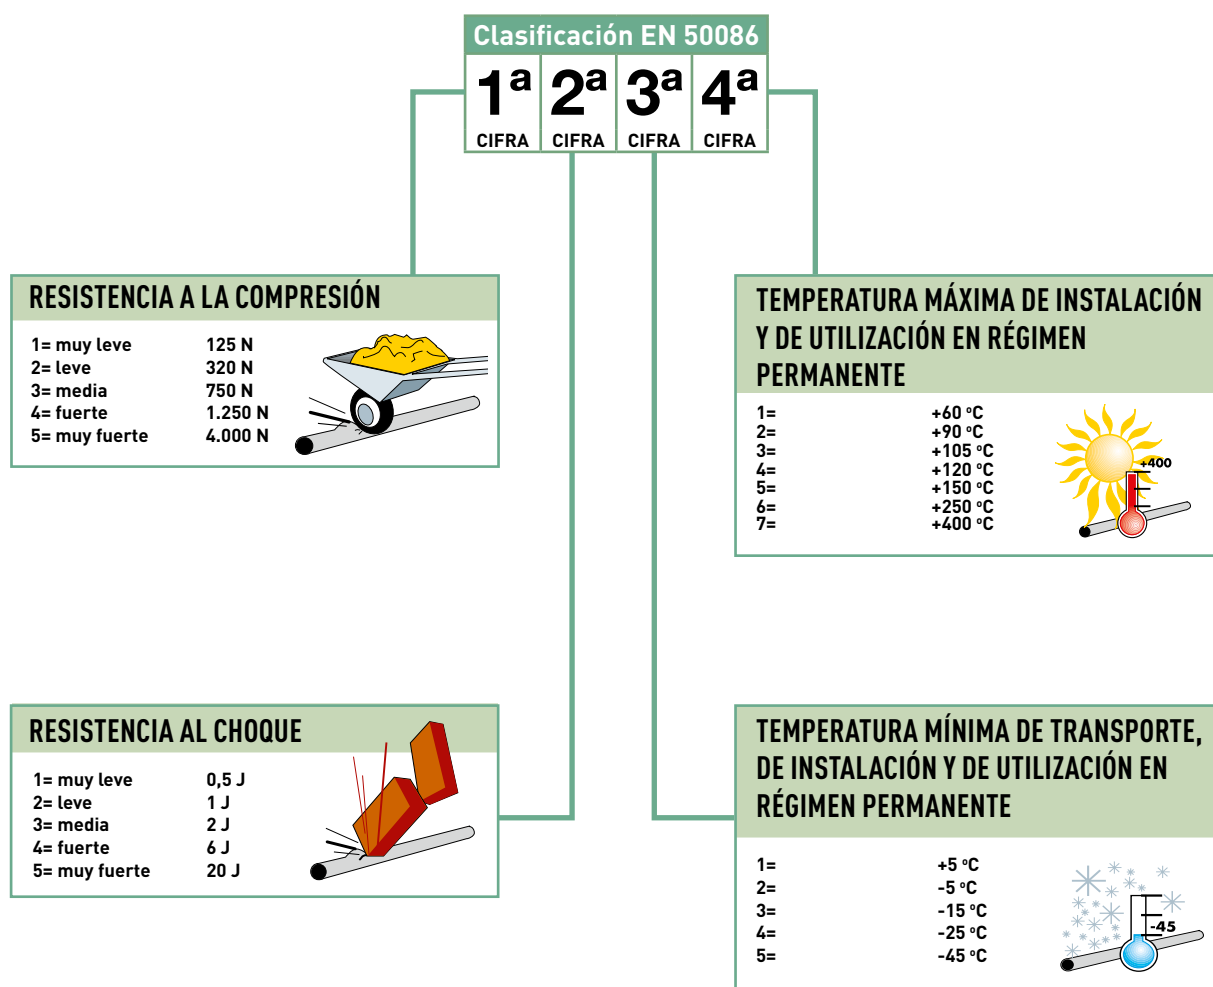 Clasificación EN 50086
1ª 2ª 3ª 4ª
CIFRA CIFRA CIFRA CIFRA
RESISTENCIA A LA COMPRESIÓN
1= muy leve 125 N
2= leve 320 N
3= media 750 N
4= fuerte 1.250 N
5= muy fuerte 4.000 N
TEMPERATURA MÁXIMA DE INSTALACIÓN
Y DE UTILIZACIÓN EN RÉGIMEN
PERMANENTE
1= +60 ºC
2= +90 ºC
3= +105 ºC
4= +120 ºC
5= +150 ºC
6= +250 ºC
7= +400 ºC
+400
RESISTENCIA AL CHOQUE
1= muy leve 0,5 J
2= leve 1 J
3= media 2 J
4= fuerte 6 J
5= muy fuerte 20 J
TEMPERATURA MÍNIMA DE TRANSPORTE,
DE INSTALACIÓN Y DE UTILIZACIÓN EN
RÉGIMEN PERMANENTE
1= +5 ºC
2= -5 ºC
3= -15 ºC
4= -25 ºC
5= -45 ºC
-45